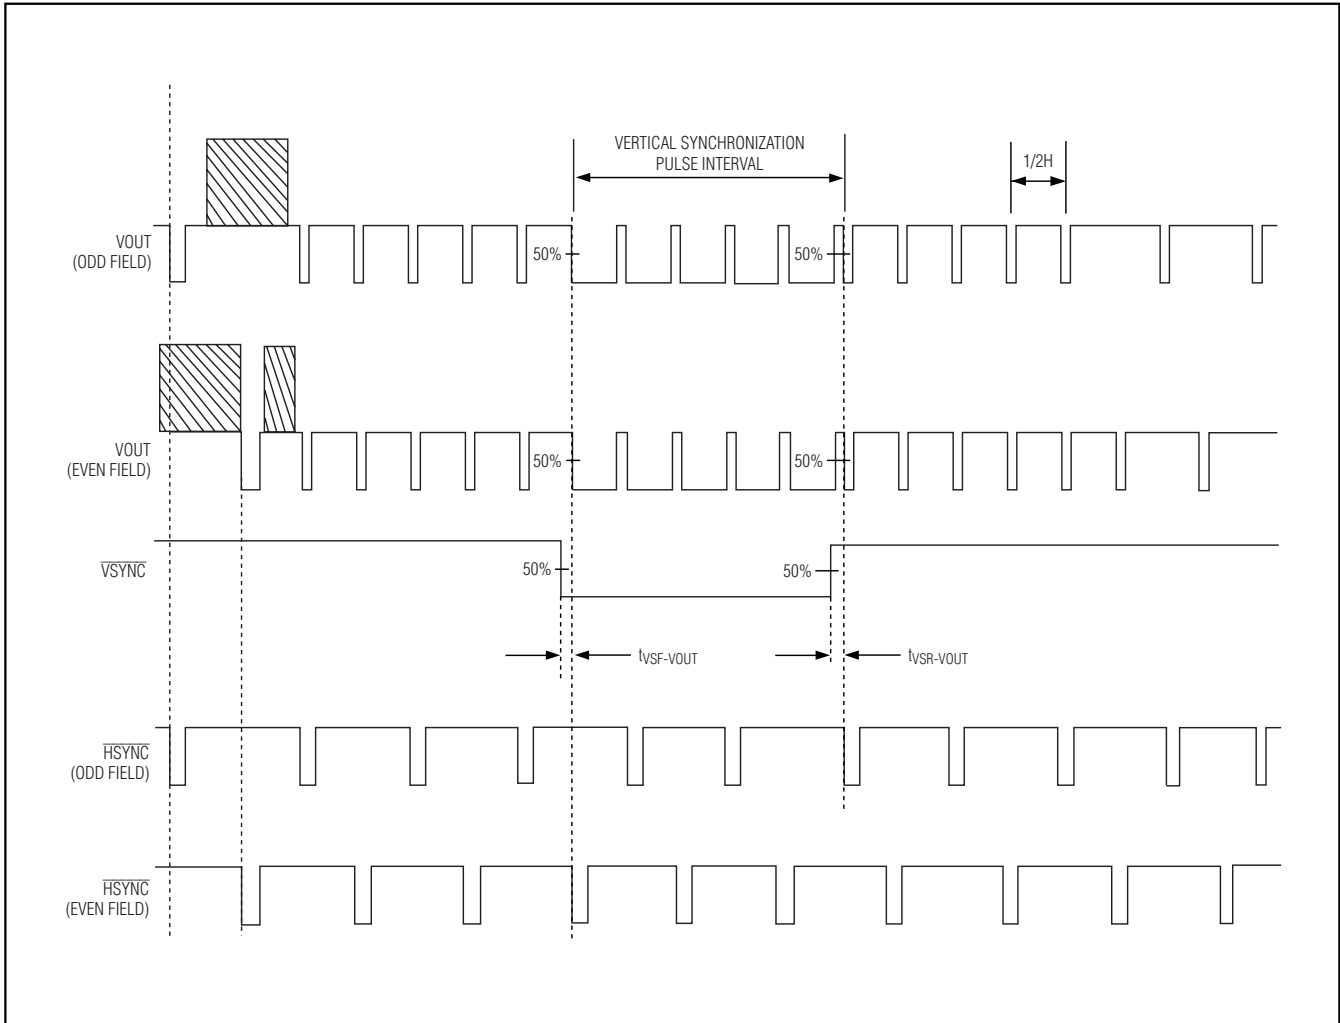 VERTICAL SYNCHRONIZATION
PULSE INTERVAL
1/2H
VOUT
(ODD FIELD)
50%
50%
VOUT
(EVEN FIELD)
50%
50%
VSYNC
50%
50%
tVSF-VOUT
tVSR-VOUT
HSYNC
(ODD FIELD)
HSYNC
(EVEN FIELD)